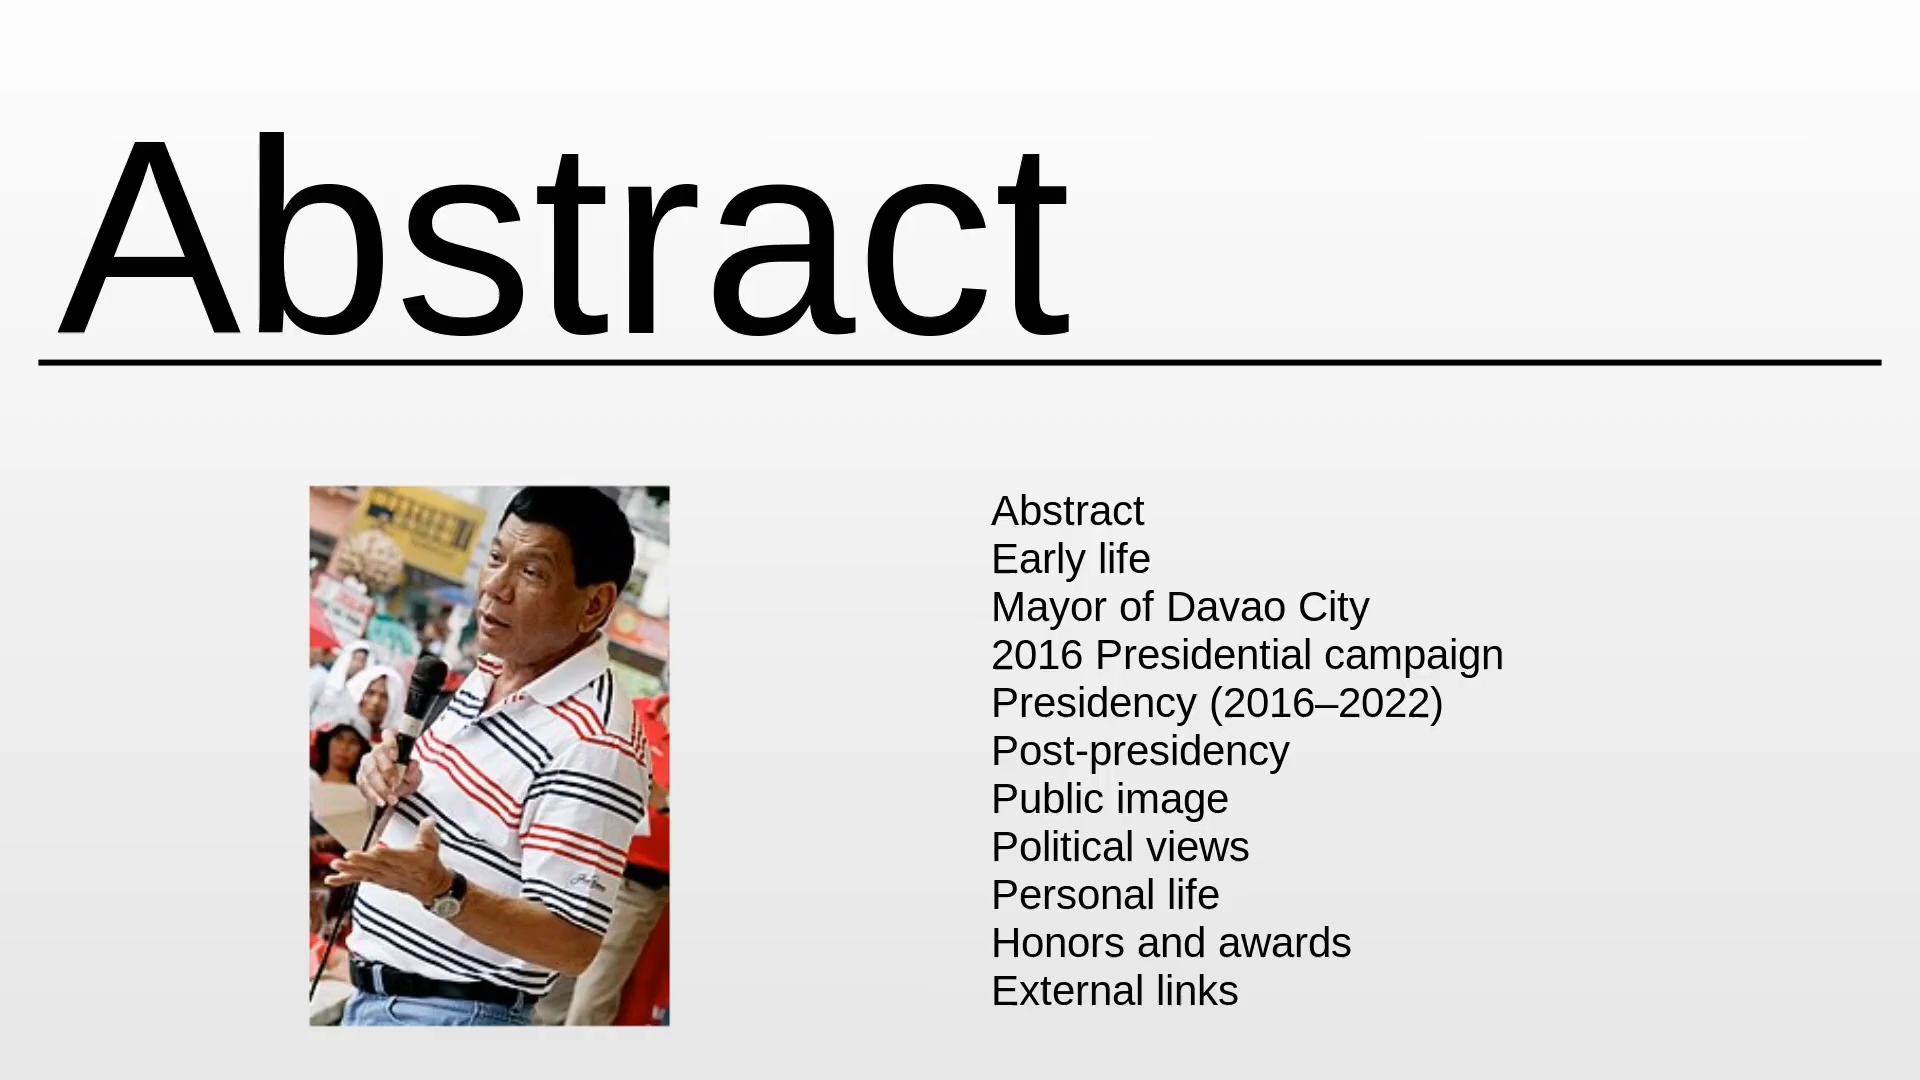 Abstract
Abstract
Early life
Mayor of Davao City
2016 Presidential campaign
Presidency (2016–2022)
Post-presidency
Public image
Political views
Personal life
Honors and awards
External links